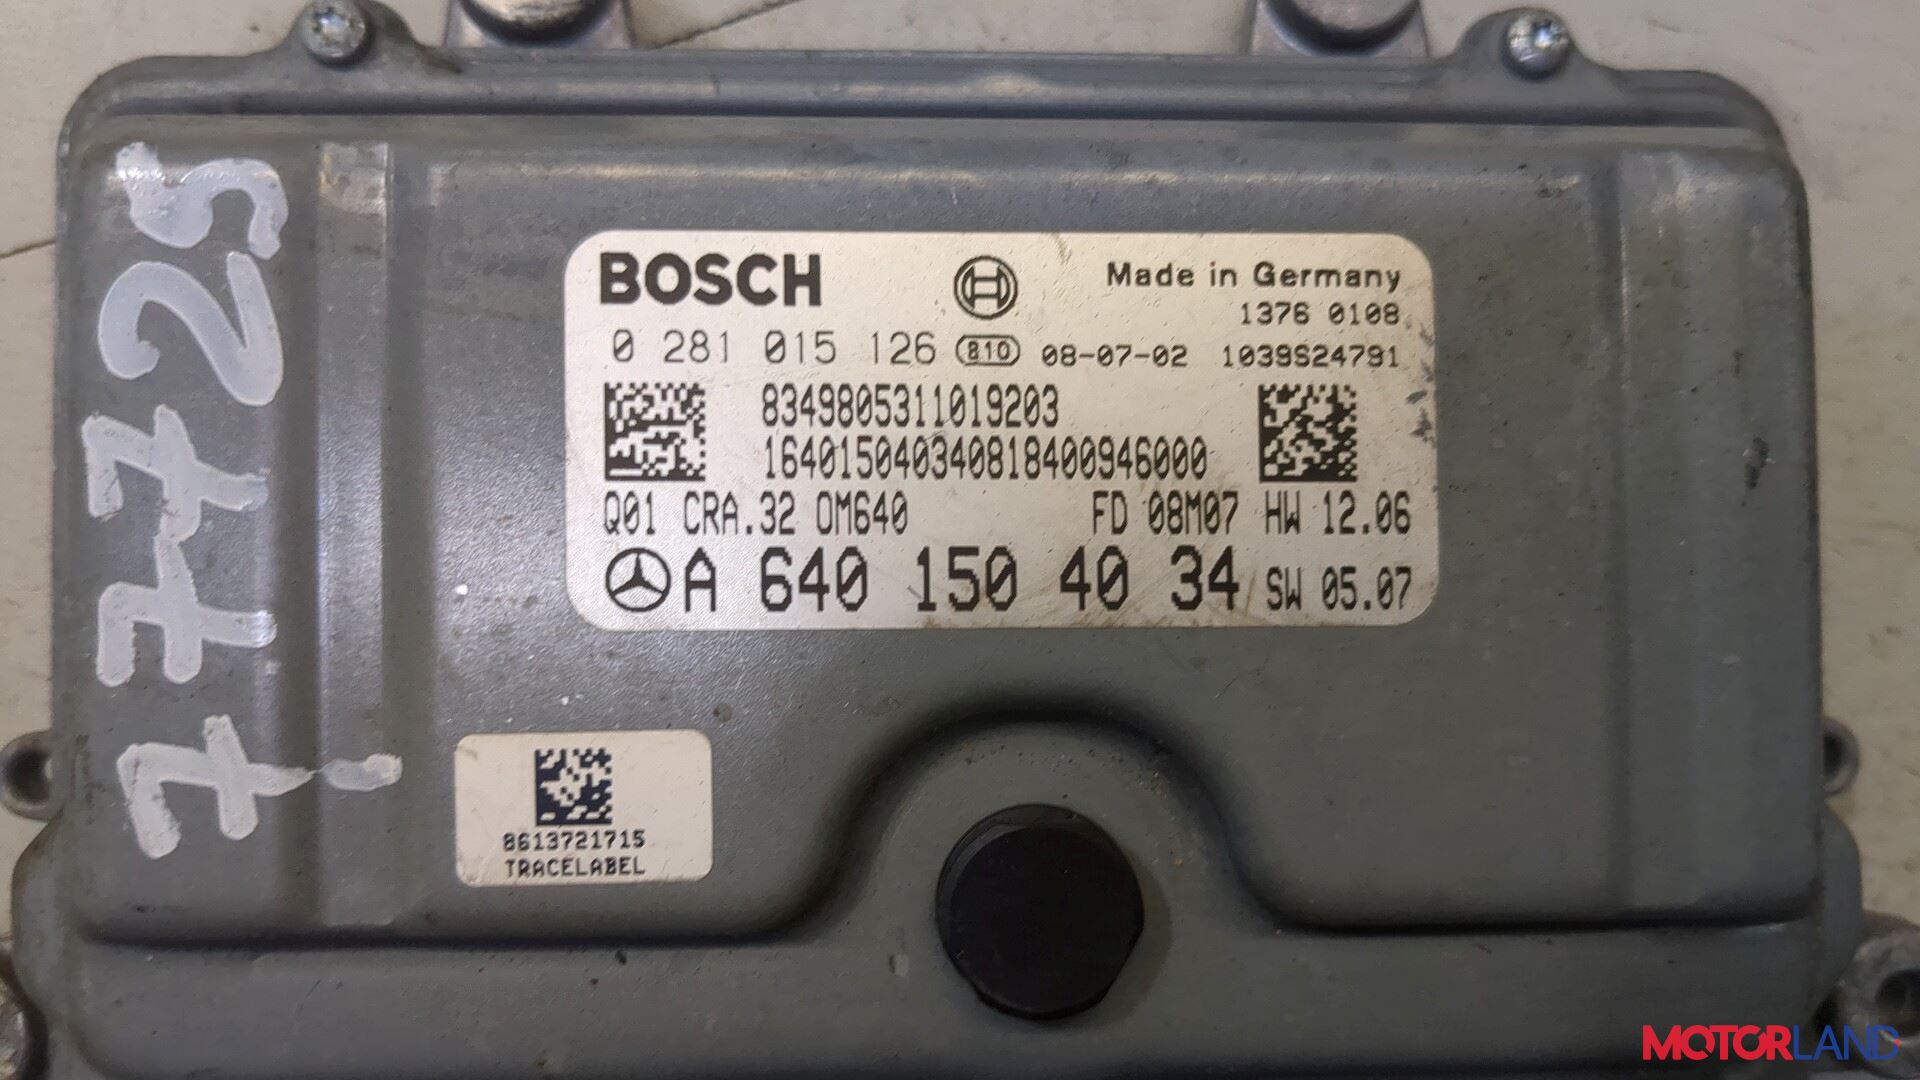 BOSCH
Made in Germany
1376 0108
0 281 015 126 810 08-07-02 1039S24791
8349805311019203
164015040340818400946000
Q01 CRA.32 OM640 FD 08M07 HW 12.06
A 640 150 40 34 SW 05.07
8613721715
TRACELABEL
77725
MOTORLAND